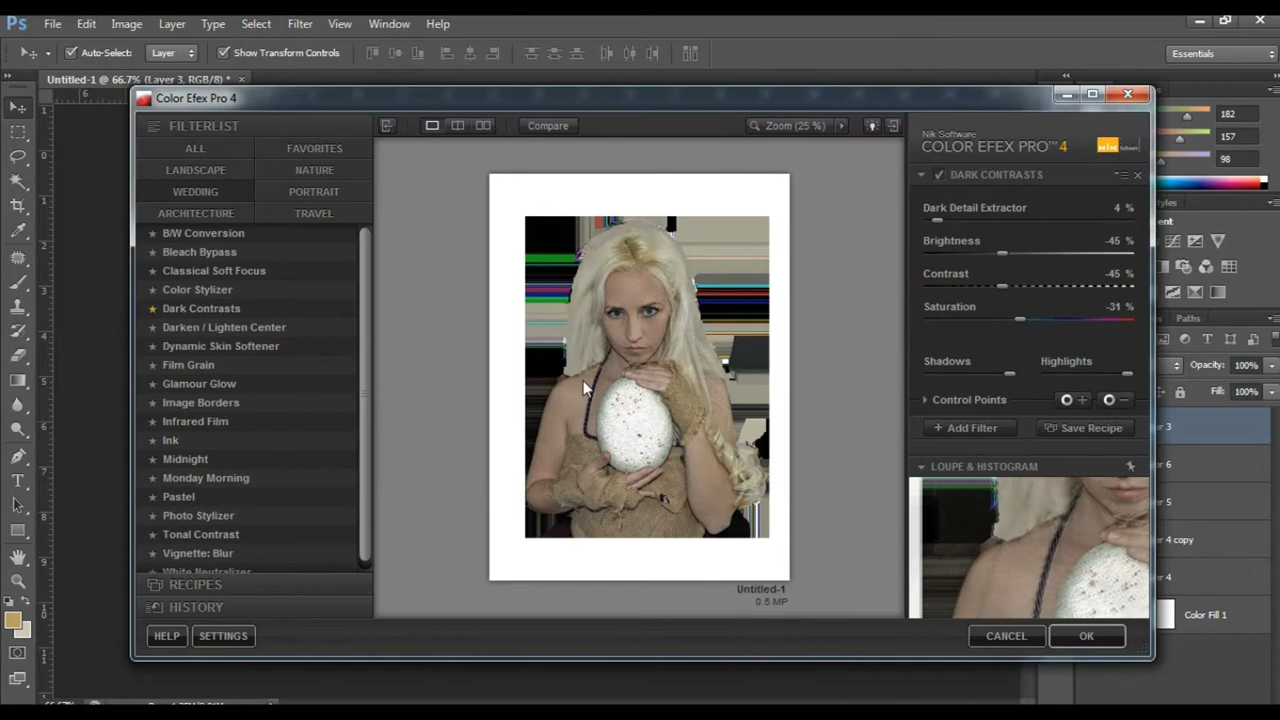 Ps File Edit Image Layer Type Select Filter View Window Help
Auto-Select: Layer Show Transform Controls Essentials
Untitled-1 @ 66.7% (Layer 3, RGB/8) *
6
Color Efex Pro 4
FILTERLIST
ALL FAVORITES
LANDSCAPE NATURE
WEDDING PORTRAIT
ARCHITECTURE TRAVEL
B/W Conversion
Bleach Bypass
Classical Soft Focus
Color Stylizer
Dark Contrasts
Darken / Lighten Center
Dynamic Skin Softener
Film Grain
Glamour Glow
Image Borders
Infrared Film
Ink
Midnight
Monday Morning
Pastel
Photo Stylizer
Tonal Contrast
Vignette: Blur
White Neutralizer
RECIPES
HISTORY
HELP SETTINGS
Compare Zoom (25 %)
Untitled-1
0.5 MP
Nik Software
COLOR EFEX PRO™ 4
DARK CONTRASTS
Dark Detail Extractor 4 %
Brightness -45 %
Contrast -45 %
Saturation -31 %
Shadows Highlights
Control Points
Add Filter Save Recipe
LOUPE & HISTOGRAM
CANCEL OK
182
157
98
Paths
Opacity: 100%
Fill: 100%
Color Fill 1